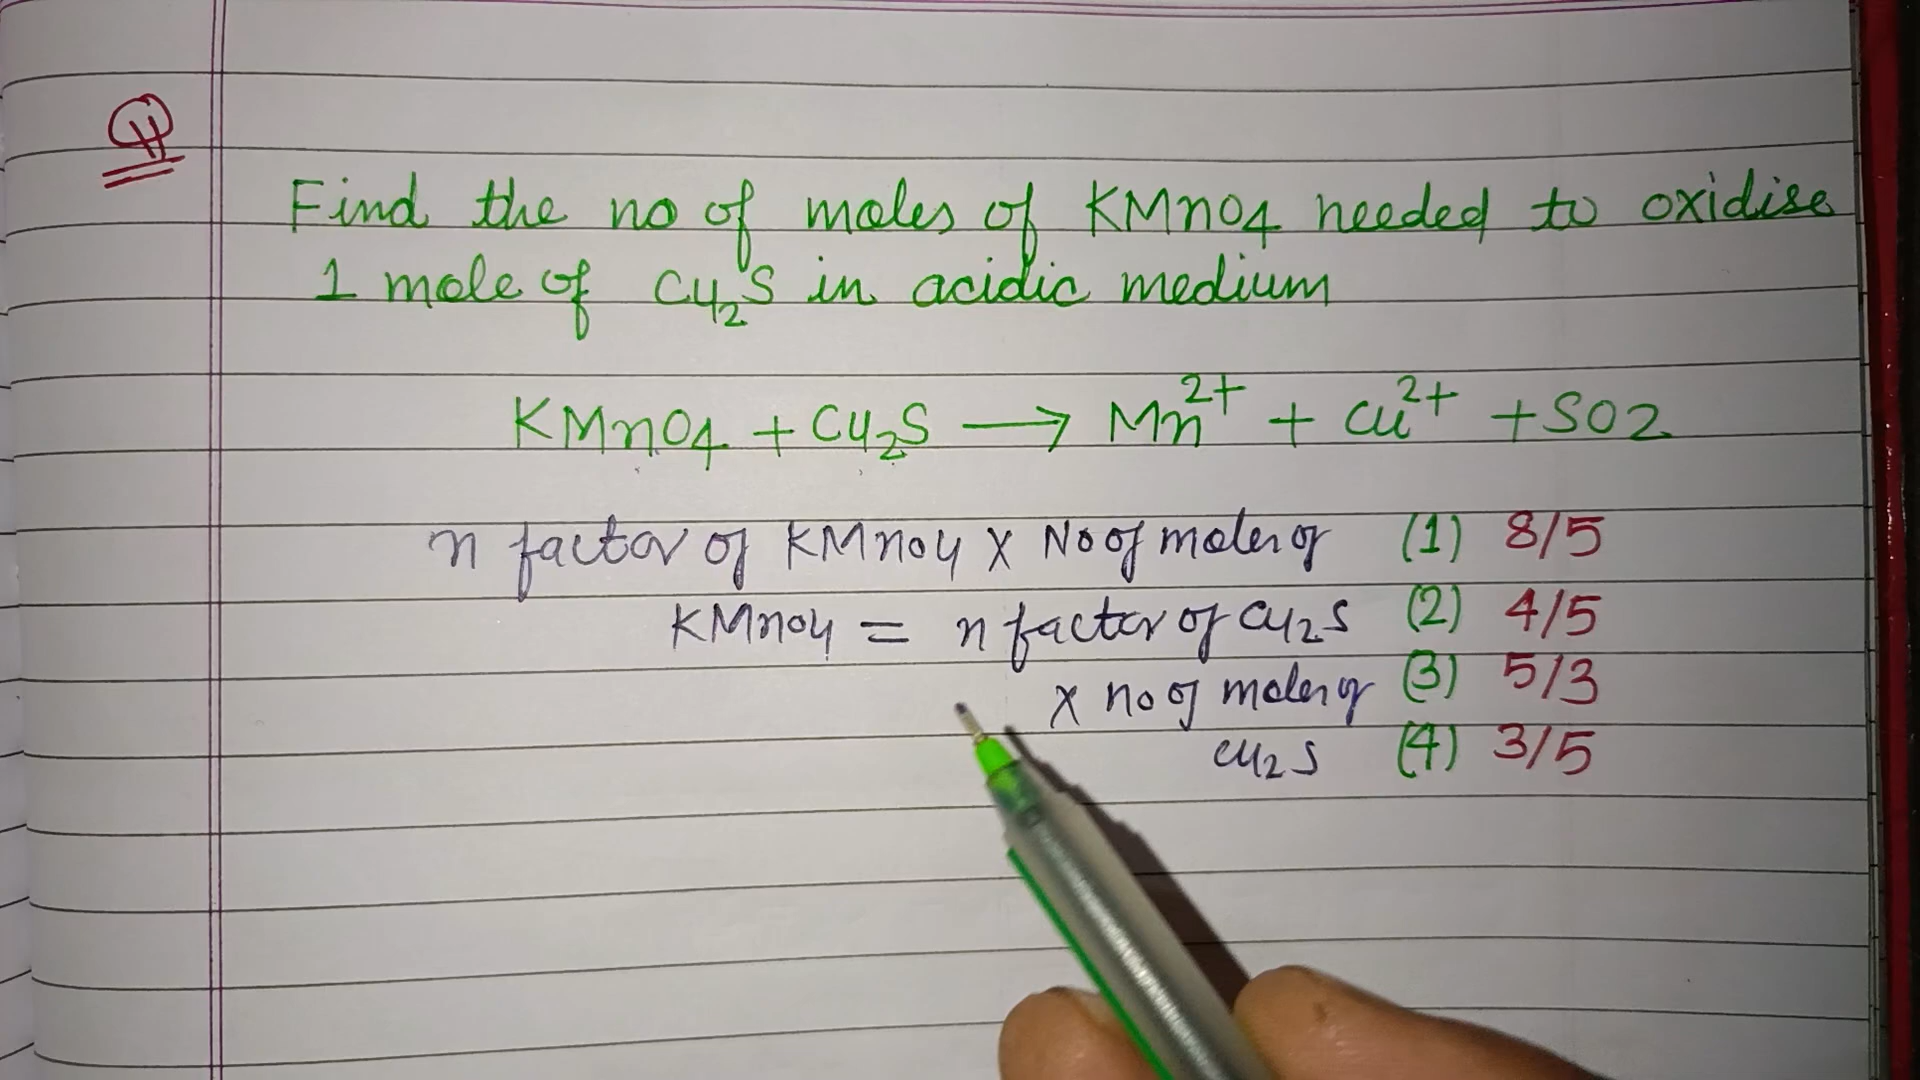 Q
Find the no of moles of KMnO4 needed to oxidise
1 mole of Cu₂S in acidic medium
KMnO4 + Cu₂S → Mn²⁺ + Cu²⁺ + SO2
n factor of KMnO4 X No of moles of (1) 8/5
KMnO4 = n factor of Cu₂S (2) 4/5
X no of moles of (3) 5/3
Cu₂S (4) 3/5